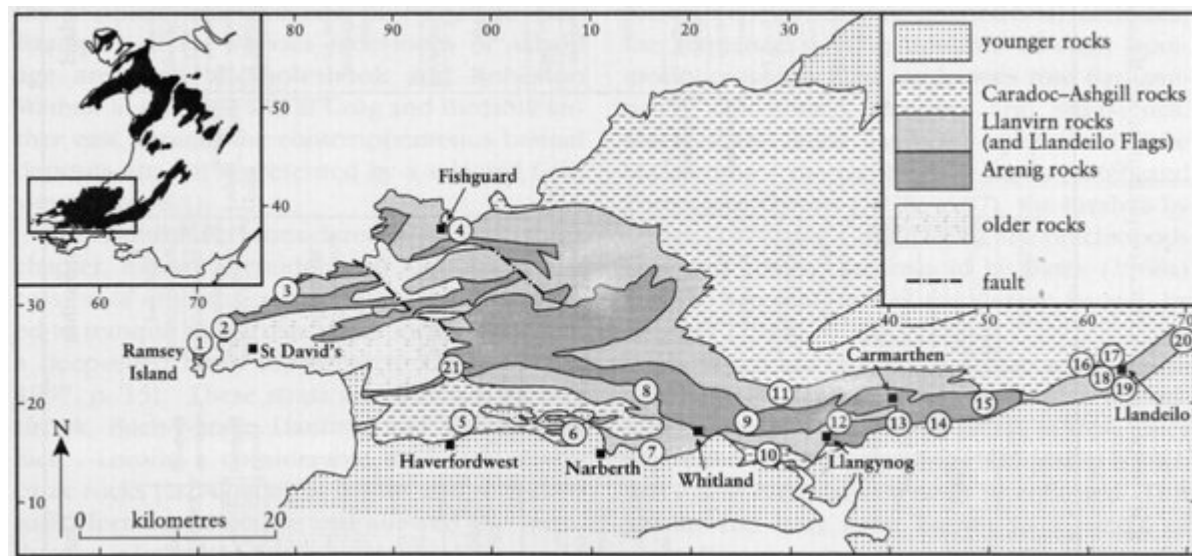 80
90
00
10
20
30
younger rocks
Caradoc–Ashgill rocks
Llanvirn rocks
(and Llandeilo Flags)
Arenig rocks
older rocks
fault
50
40
30
20
10
60
70
Fishguard
4
3
2
1
Ramsey
Island
St David's
21
8
11
Carmarthen
40
50
60
70
16
17
20
18
19
Llandeilo
5
6
7
9
10
12
13
14
15
N
Haverfordwest
Narberth
Whitland
Llangynog
0 kilometres 20